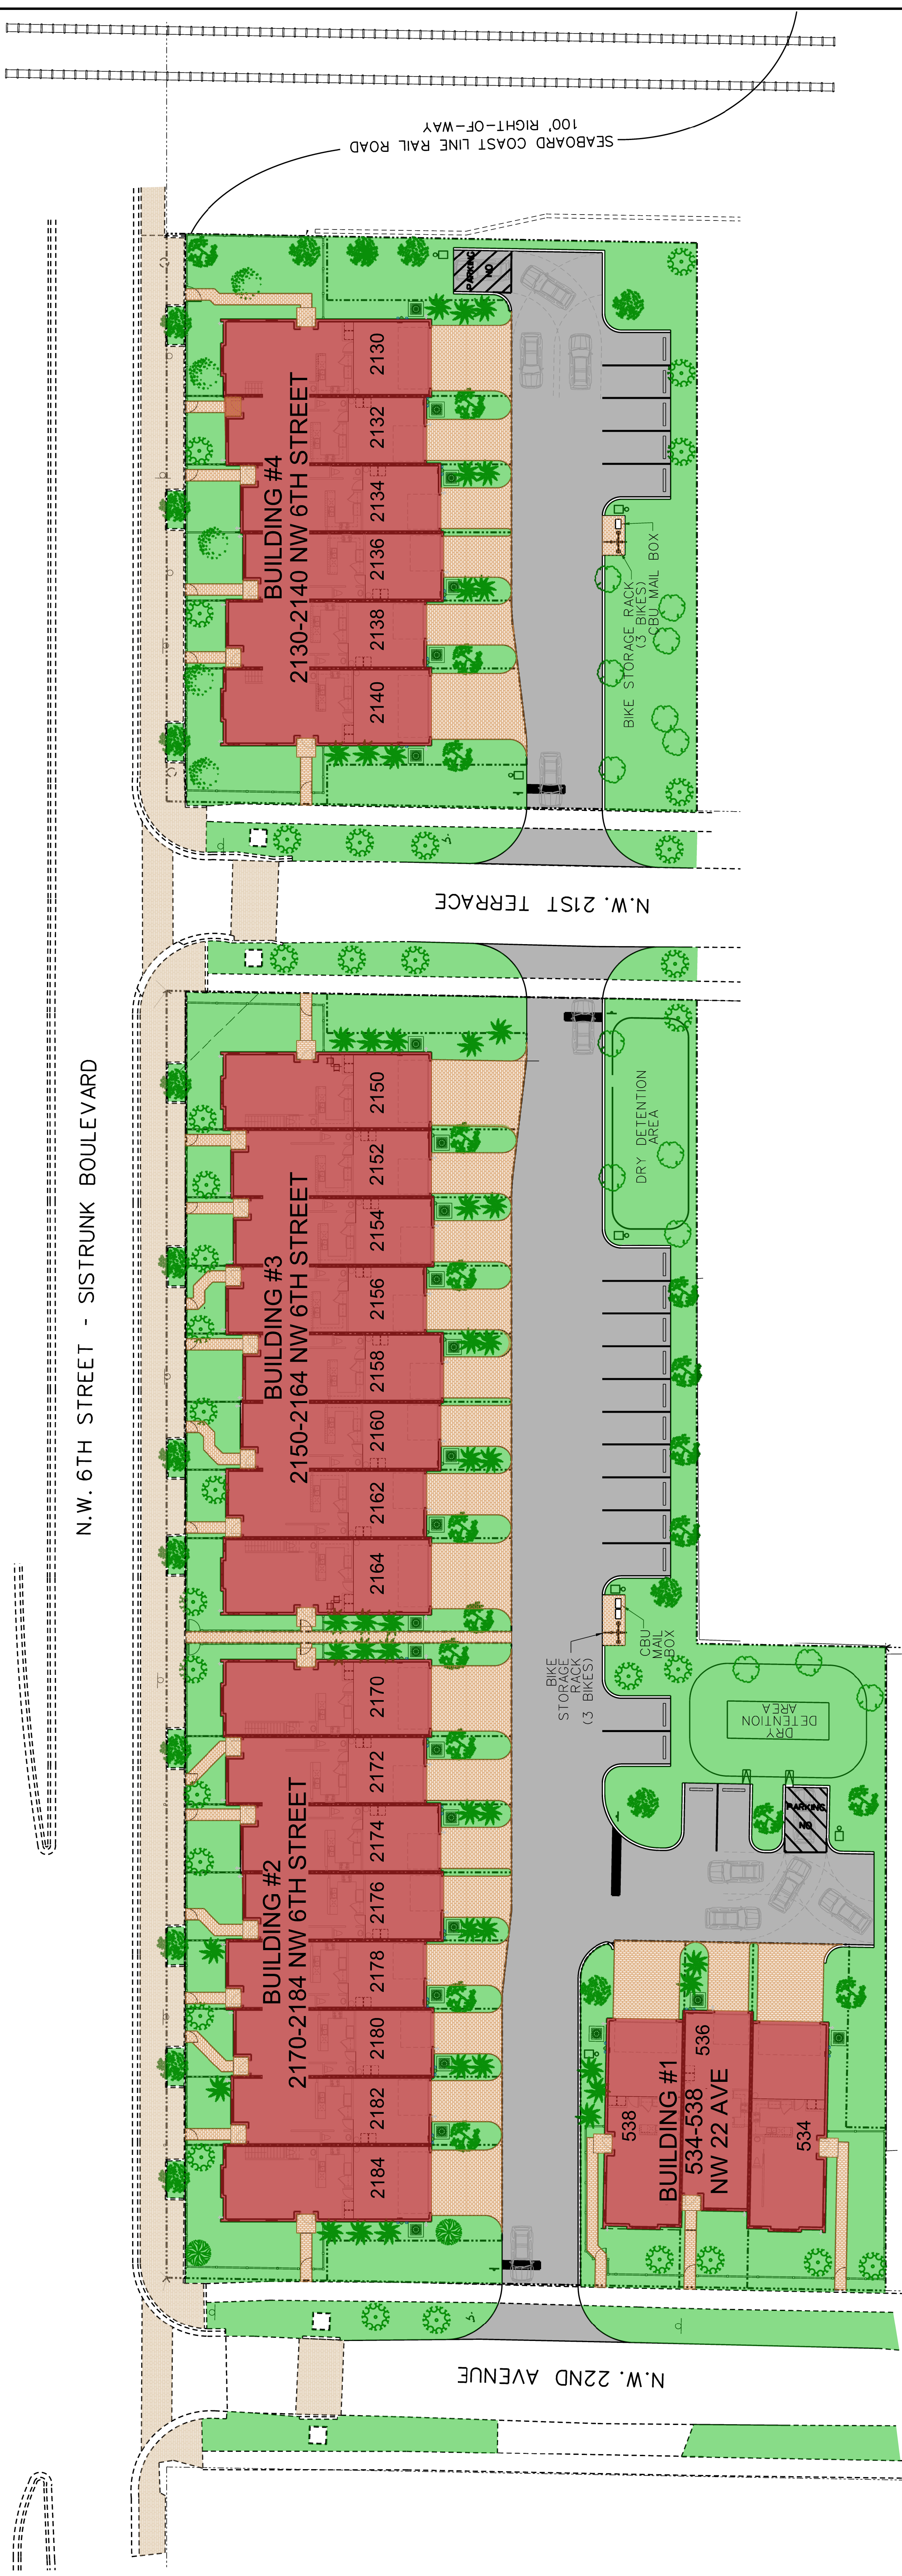 SEABOARD COAST LINE RAIL ROAD
100' RIGHT-OF-WAY
PARKING
NO
2130
2132
2134
2136
2138
2140
BUILDING #4
2130-2140 NW 6TH STREET
BIKE STORAGE RACK
(3 BIKES)
CBU MAIL BOX
N.W. 21ST TERRACE
N.W. 6TH STREET - SISTRUNK BOULEVARD
2150
2152
2154
2156
2158
2160
2162
2164
BUILDING #3
2150-2164 NW 6TH STREET
DRY DETENTION
AREA
BIKE
STORAGE
RACK
(3 BIKES)
CBU
MAIL
BOX
2170
2172
2174
2176
2178
2180
2182
2184
BUILDING #2
2170-2184 NW 6TH STREET
DRY
DETENTION
AREA
PARKING
NO
538
536
534
BUILDING #1
534-538
NW 22 AVE
N.W. 22ND AVENUE